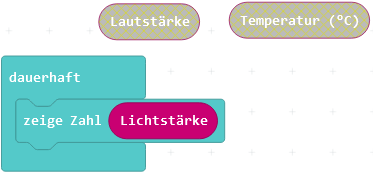 Lautstärke
Temperatur (°C)
dauerhaft
zeige Zahl Lichtstärke